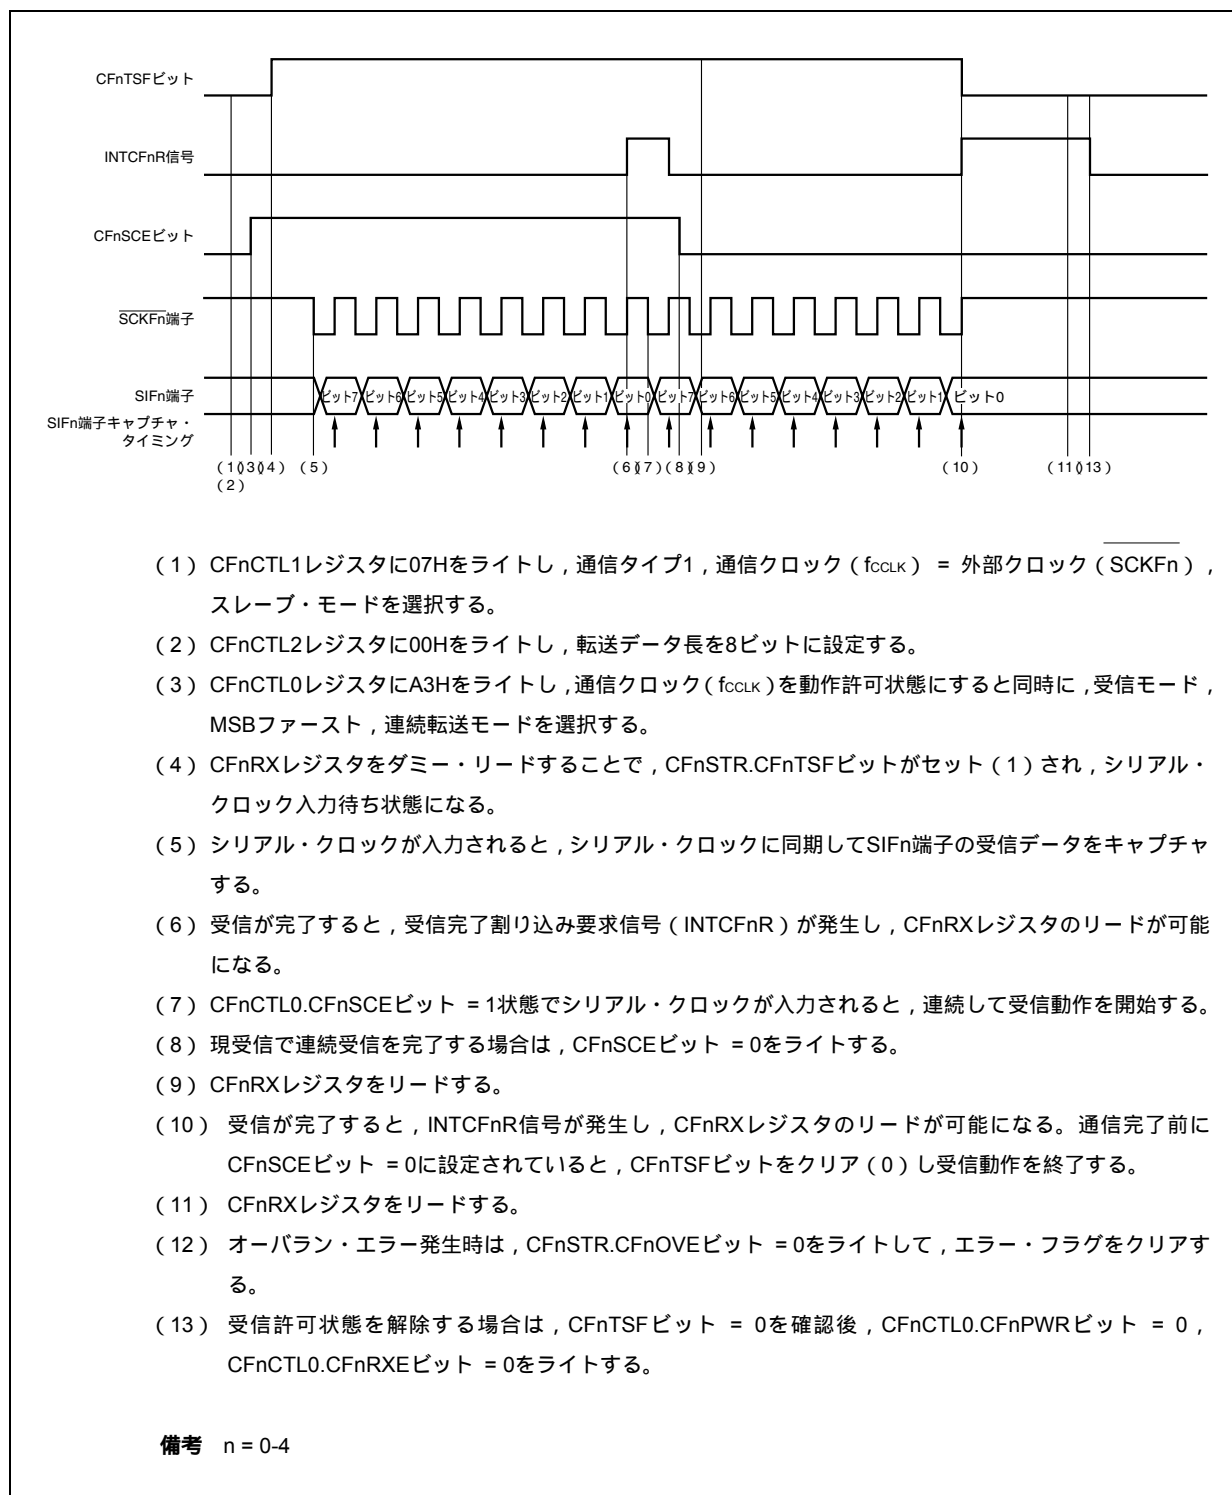 CFnTSFビット
INTCFnR信号
CFnSCEビット
SCKFn端子
SIFn端子
ビット7 ビット6 ビット5 ビット4 ビット3 ビット2 ビット1 ビット0 ビット7 ビット6 ビット5 ビット4 ビット3 ビット2 ビット1 ビット0
SIFn端子キャプチャ・
タイミング
(1)(3)(4) (5) (6)(7)(8)(9) (10) (11)(13)
(2)
(1) CFnCTL1レジスタに07Hをライトし,通信タイプ1,通信クロック(fCCLK) = 外部クロック(SCKFn),
スレーブ・モードを選択する。
(2) CFnCTL2レジスタに00Hをライトし,転送データ長を8ビットに設定する。
(3) CFnCTL0レジスタにA3Hをライトし,通信クロック(fCCLK)を動作許可状態にすると同時に,受信モード,
MSBファースト,連続転送モードを選択する。
(4) CFnRXレジスタをダミー・リードすることで,CFnSTR.CFnTSFビットがセット(1)され,シリアル・
クロック入力待ち状態になる。
(5) シリアル・クロックが入力されると,シリアル・クロックに同期してSIFn端子の受信データをキャプチャ
する。
(6) 受信が完了すると,受信完了割り込み要求信号(INTCFnR)が発生し,CFnRXレジスタのリードが可能
になる。
(7) CFnCTL0.CFnSCEビット =1状態でシリアル・クロックが入力されると,連続して受信動作を開始する。
(8) 現受信で連続受信を完了する場合は,CFnSCEビット =0をライトする。
(9) CFnRXレジスタをリードする。
(10) 受信が完了すると,INTCFnR信号が発生し,CFnRXレジスタのリードが可能になる。通信完了前に
CFnSCEビット =0に設定されていると,CFnTSFビットをクリア(0)し受信動作を終了する。
(11) CFnRXレジスタをリードする。
(12) オーバラン・エラー発生時は,CFnSTR.CFnOVEビット =0をライトして,エラー・フラグをクリアす
る。
(13) 受信許可状態を解除する場合は,CFnTSFビット = 0を確認後,CFnCTL0.CFnPWRビット = 0,
CFnCTL0.CFnRXEビット =0をライトする。
備考 n = 0-4